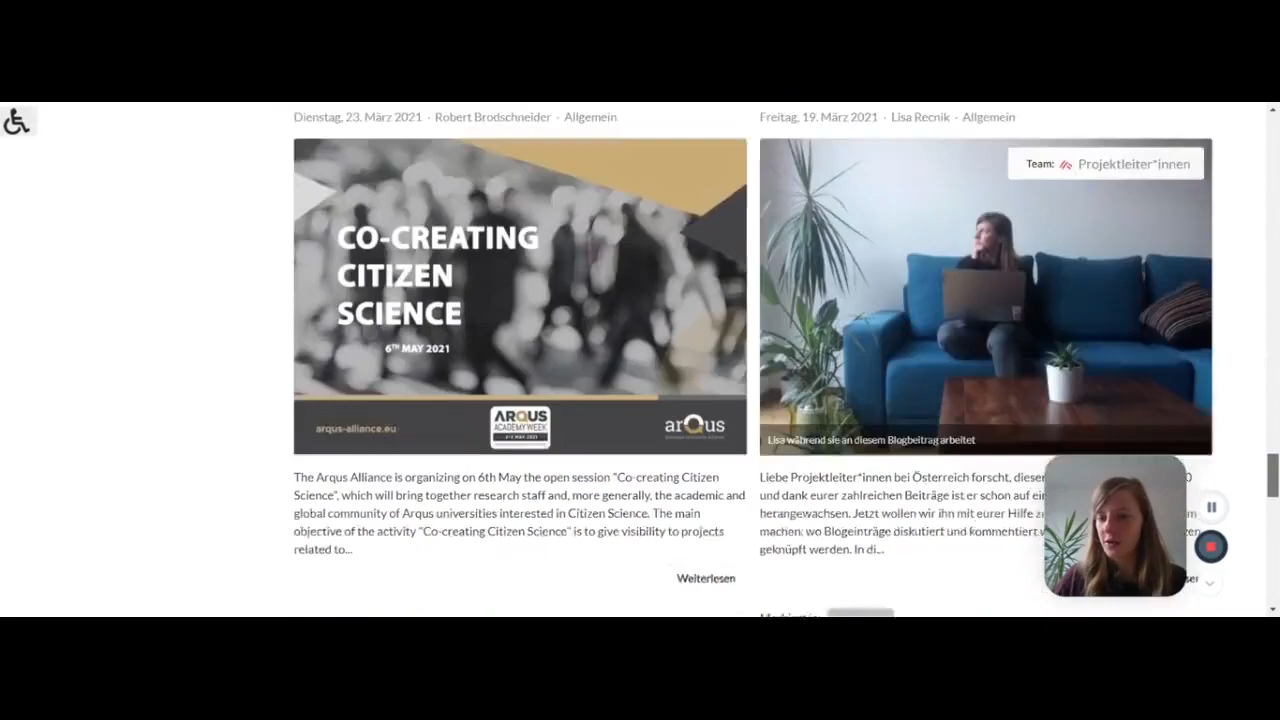 Dienstag, 23. März 2021 · Robert Brodschneider · Allgemein
CO-CREATING
CITIZEN
SCIENCE
6TH MAY 2021
arqus-alliance.eu
ARQUS
ACADEMY WEEK
arqus
The Arqus Alliance is organizing on 6th May the open session "Co-creating Citizen
Science", which will bring together research staff and, more generally, the academic and
global community of Arqus universities interested in Citizen Science. The main
objective of the activity "Co-creating Citizen Science" is to give visibility to projects
related to...
Weiterlesen
Freitag, 19. März 2021 · Lisa Recnik · Allgemein
Team: Projektleiter*innen
Lisa während sie an diesem Blogbeitrag arbeitet
Liebe Projektleiter*innen bei Österreich forscht, dieser
und dank eurer zahlreichen Beiträge ist er schon auf
herangewachsen. Jetzt wollen wir ihn mit eurer Hilfe
machen, wo Blogeinträge diskutiert und kommentiert
geknüpft werden. In di...